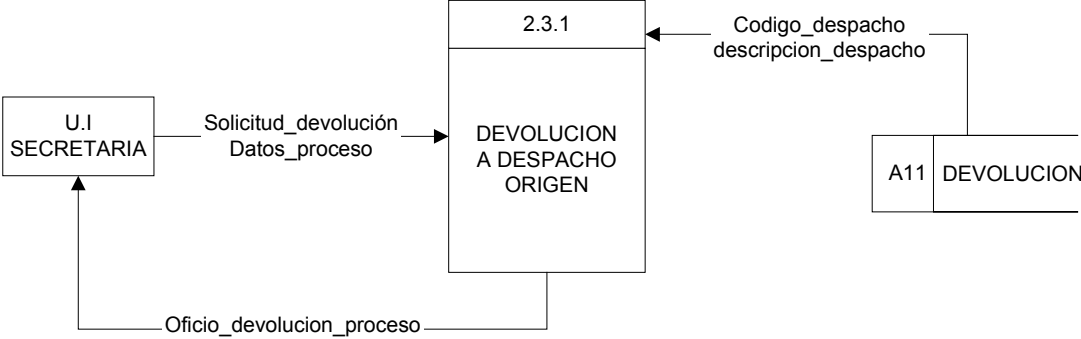 2.3.1
Codigo_despacho
descripcion_despacho
U.I
SECRETARIA
Solicitud_devolución
Datos_proceso
DEVOLUCION
A DESPACHO
ORIGEN
A11
DEVOLUCION
Oficio_devolucion_proceso